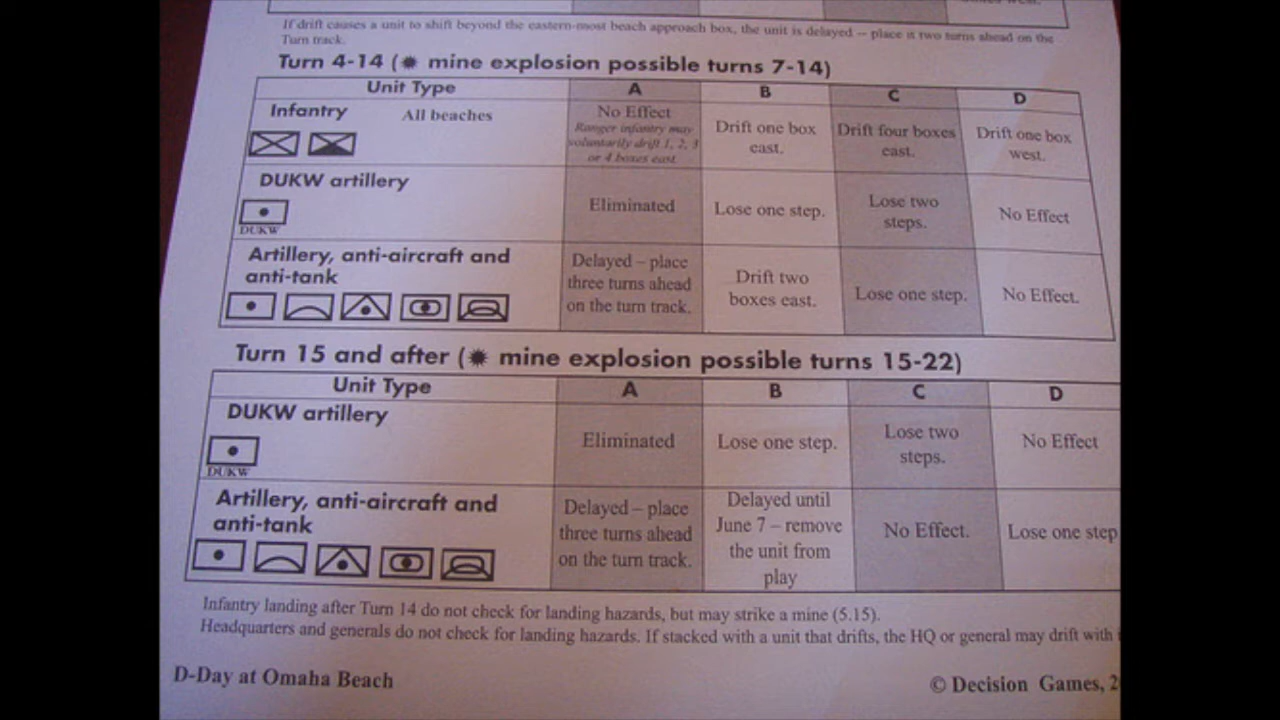 If drift causes a unit to shift beyond the eastern-most beach approach box, the unit is delayed -- place it two turns ahead on the
Turn track.
Turn 4-14 (✹ mine explosion possible turns 7-14)
Unit Type A B C D
Infantry All beaches
No Effect
Ranger infantry may
voluntarily drift 1, 2, 3
or 4 boxes east
Drift one box
east.
Drift four boxes
east.
Drift one box
west.
DUKW artillery
DUKW
Eliminated
Lose one step.
Lose two
steps.
No Effect
Artillery, anti-aircraft and
anti-tank
Delayed – place
three turns ahead
on the turn track.
Drift two
boxes east.
Lose one step.
No Effect.
Turn 15 and after (✹ mine explosion possible turns 15-22)
Unit Type A B C D
DUKW artillery
DUKW
Eliminated
Lose one step.
Lose two
steps.
No Effect
Artillery, anti-aircraft and
anti-tank
Delayed – place
three turns ahead
on the turn track.
Delayed until
June 7 – remove
the unit from
play
No Effect.
Lose one step
Infantry landing after Turn 14 do not check for landing hazards, but may strike a mine (5.15).
Headquarters and generals do not check for landing hazards. If stacked with a unit that drifts, the HQ or general may drift with
D-Day at Omaha Beach
© Decision Games, 2